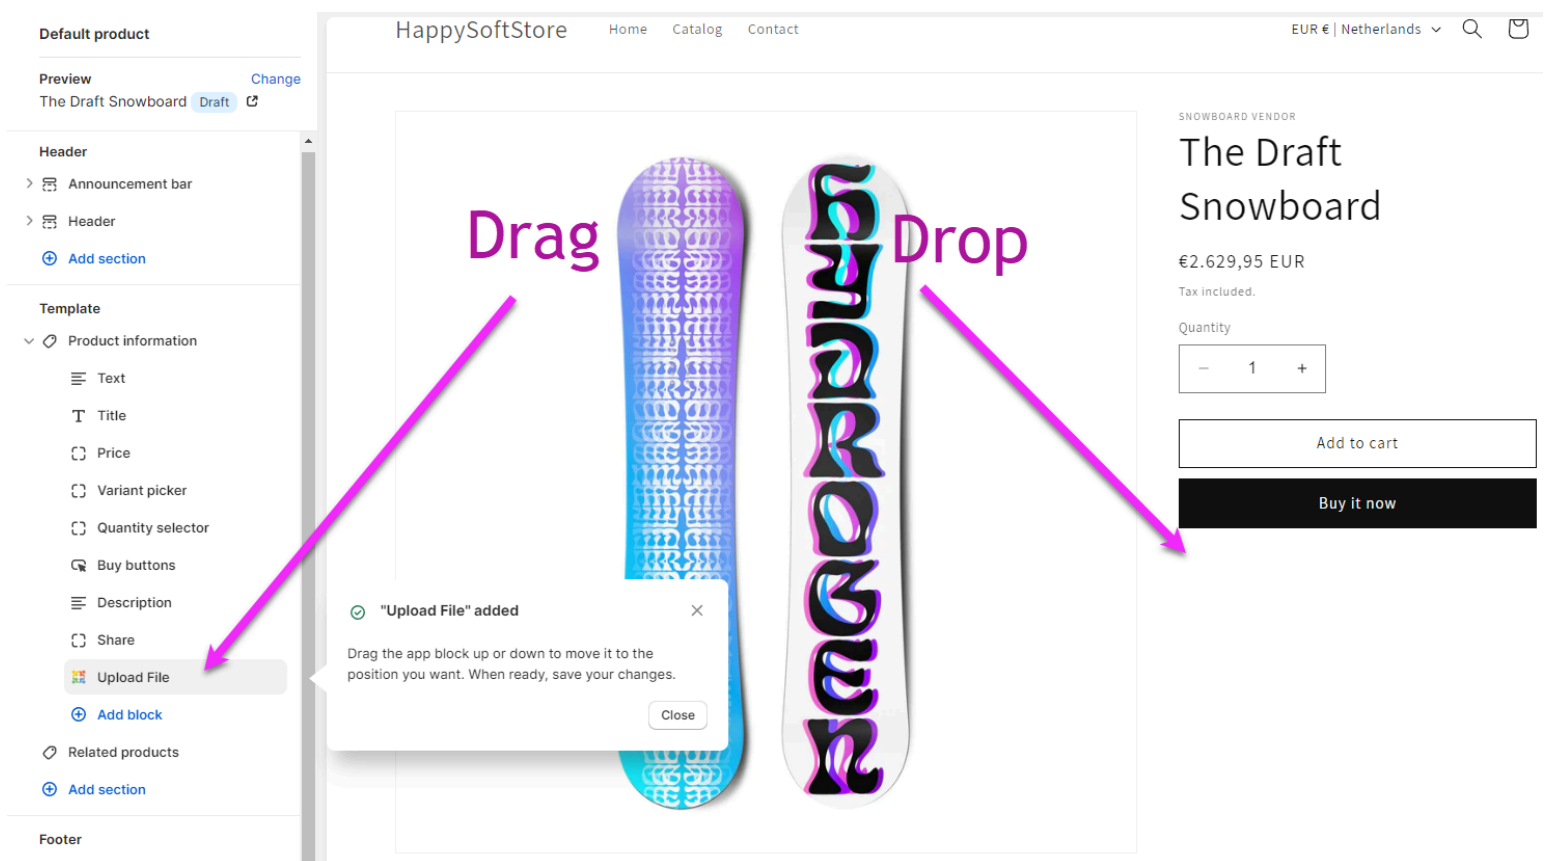 Default product
Preview
Change
The Draft Snowboard
Draft
Header
Announcement bar
Header
Add section
Template
Product information
Text
Title
Price
Variant picker
Quantity selector
Buy buttons
Description
Share
Upload File
Add block
Related products
Add section
Footer
HappySoftStore
Home
Catalog
Contact
EUR € | Netherlands
Drag
Drop
HYDROGEN
"Upload File" added
Drag the app block up or down to move it to the
position you want. When ready, save your changes.
Close
SNOWBOARD VENDOR
The Draft
Snowboard
€2.629,95 EUR
Tax included.
Quantity
− 1 +
Add to cart
Buy it now